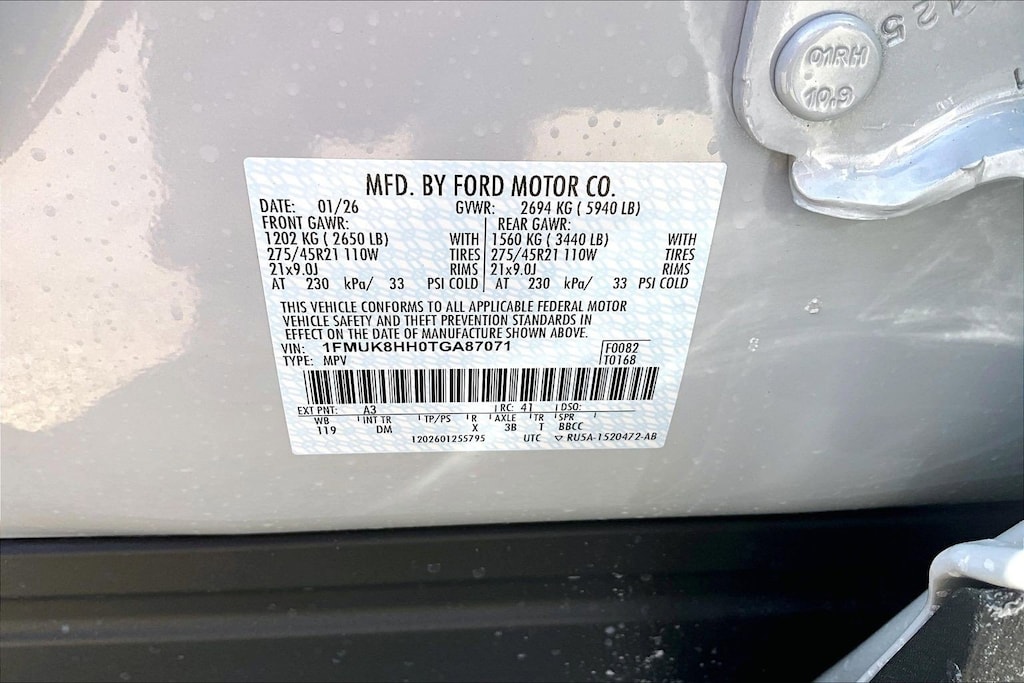 01RH
10.9
125
MFD. BY FORD MOTOR CO.
DATE: 01/26 GVWR: 2694 KG ( 5940 LB)
FRONT GAWR: REAR GAWR:
1202 KG ( 2650 LB) WITH 1560 KG ( 3440 LB) WITH
275/45R21 110W TIRES 275/45R21 110W TIRES
21x9.0J RIMS 21x9.0J RIMS
AT 230 kPa/ 33 PSI COLD AT 230 kPa/ 33 PSI COLD
THIS VEHICLE CONFORMS TO ALL APPLICABLE FEDERAL MOTOR
VEHICLE SAFETY AND THEFT PREVENTION STANDARDS IN
EFFECT ON THE DATE OF MANUFACTURE SHOWN ABOVE.
VIN: 1FMUK8HH0TGA87071 F0082
TYPE: MPV T0168
EXT PNT: A3 RC: 41 DSO:
WB INT TR TP/PS R AXLE TR SPR
119 DM X 3B T BBCC
1202601255795 UTC ▽ RU5A-1520472-AB